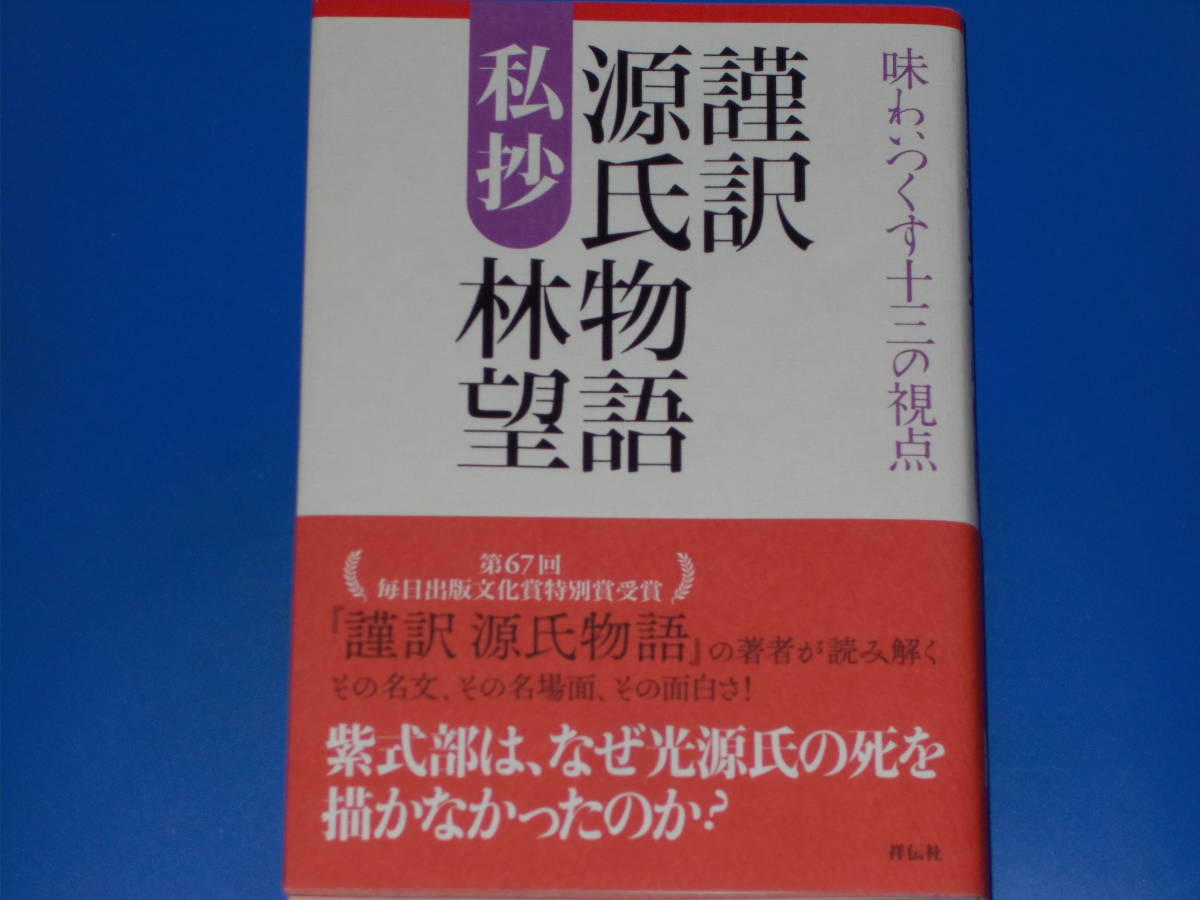 味わいつくす十三の視点
謹訳
源氏物語
私抄
林望
第67回
毎日出版文化賞特別賞受賞
『謹訳 源氏物語』の著者が読み解く
その名文、その名場面、その面白さ!
紫式部は、なぜ光源氏の死を
描かなかったのか?
祥伝社